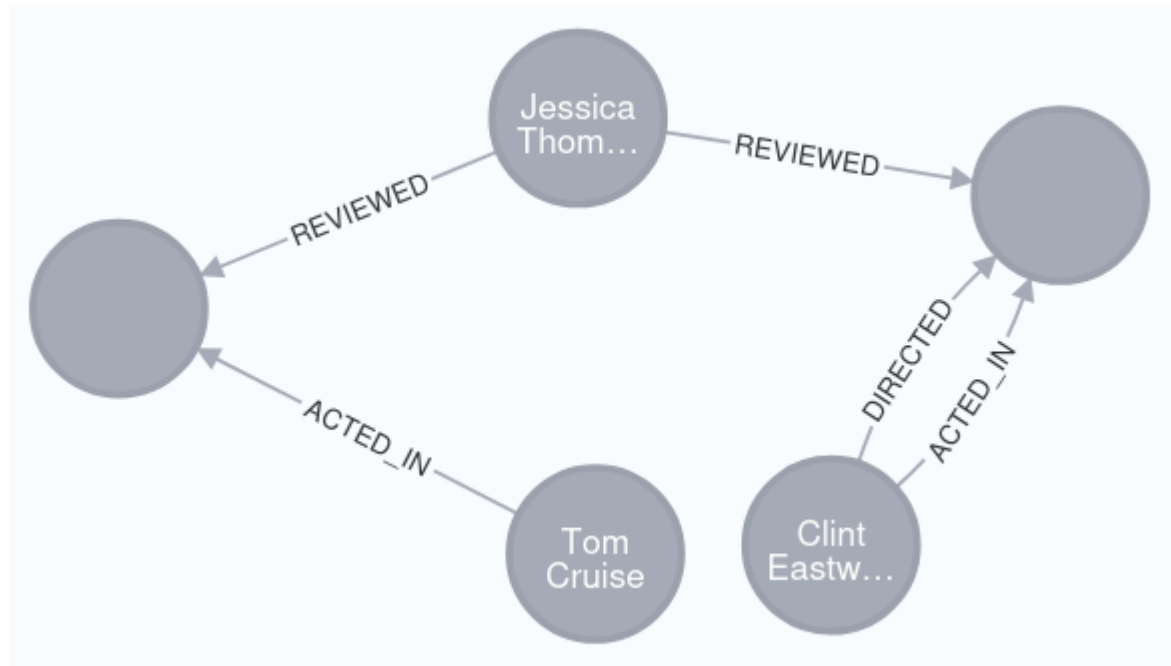 Jessica
Thom…
REVIEWED
REVIEWED
DIRECTED
ACTED_IN
ACTED_IN
Tom
Cruise
Clint
Eastw…